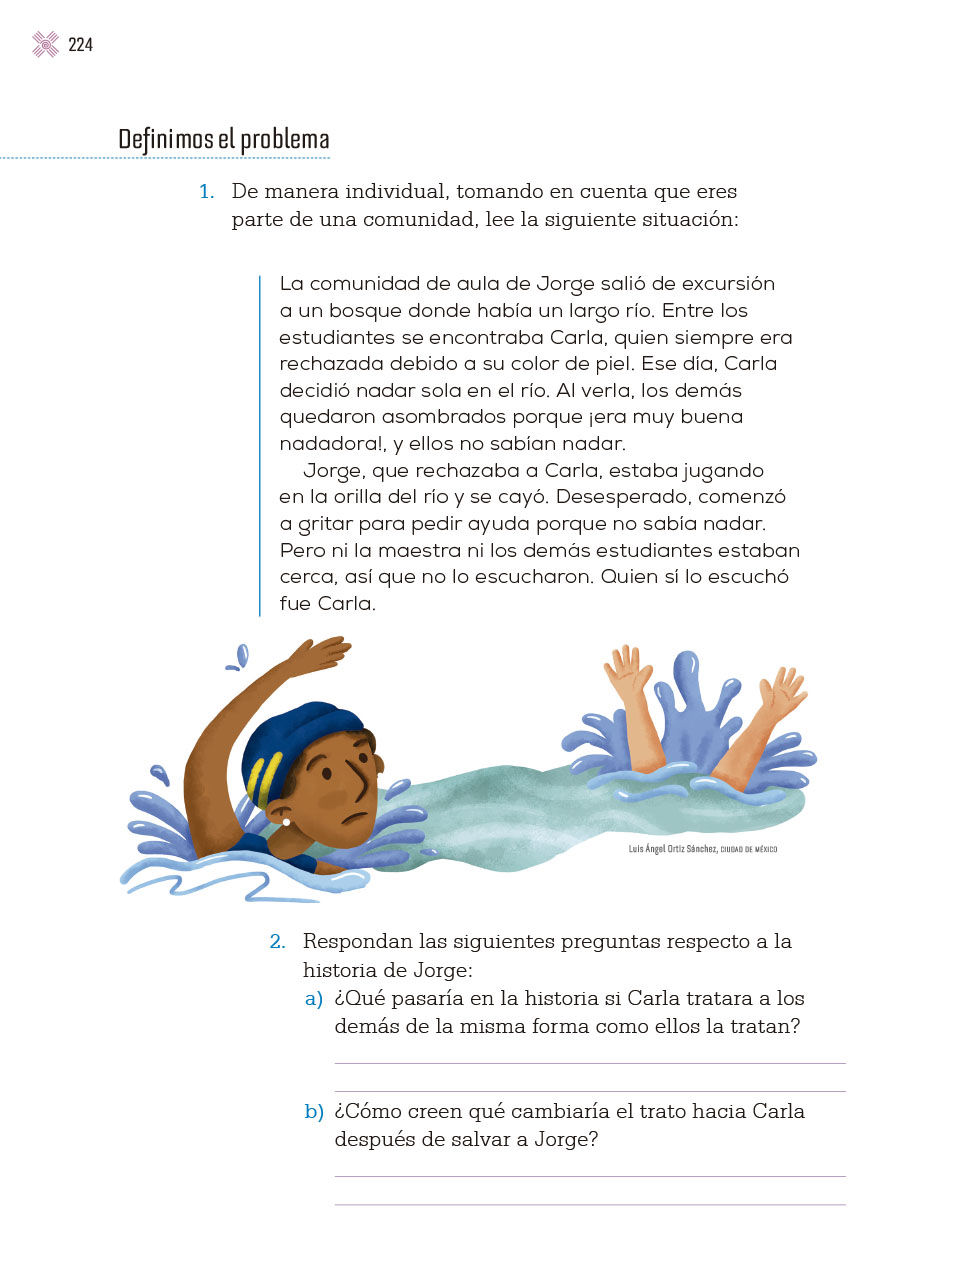 224
Definimos el problema
1. De manera individual, tomando en cuenta que eres
parte de una comunidad, lee la siguiente situación:
La comunidad de aula de Jorge salió de excursión
a un bosque donde había un largo río. Entre los
estudiantes se encontraba Carla, quien siempre era
rechazada debido a su color de piel. Ese día, Carla
decidió nadar sola en el río. Al verla, los demás
quedaron asombrados porque ¡era muy buena
nadadora!, y ellos no sabían nadar.
Jorge, que rechazaba a Carla, estaba jugando
en la orilla del río y se cayó. Desesperado, comenzó
a gritar para pedir ayuda porque no sabía nadar.
Pero ni la maestra ni los demás estudiantes estaban
cerca, así que no lo escucharon. Quien sí lo escuchó
fue Carla.
Luis Ángel Ortiz Sánchez, CIUDAD DE MÉXICO
2. Respondan las siguientes preguntas respecto a la
historia de Jorge:
a) ¿Qué pasaría en la historia si Carla tratara a los
demás de la misma forma como ellos la tratan?
b) ¿Cómo creen qué cambiaría el trato hacia Carla
después de salvar a Jorge?